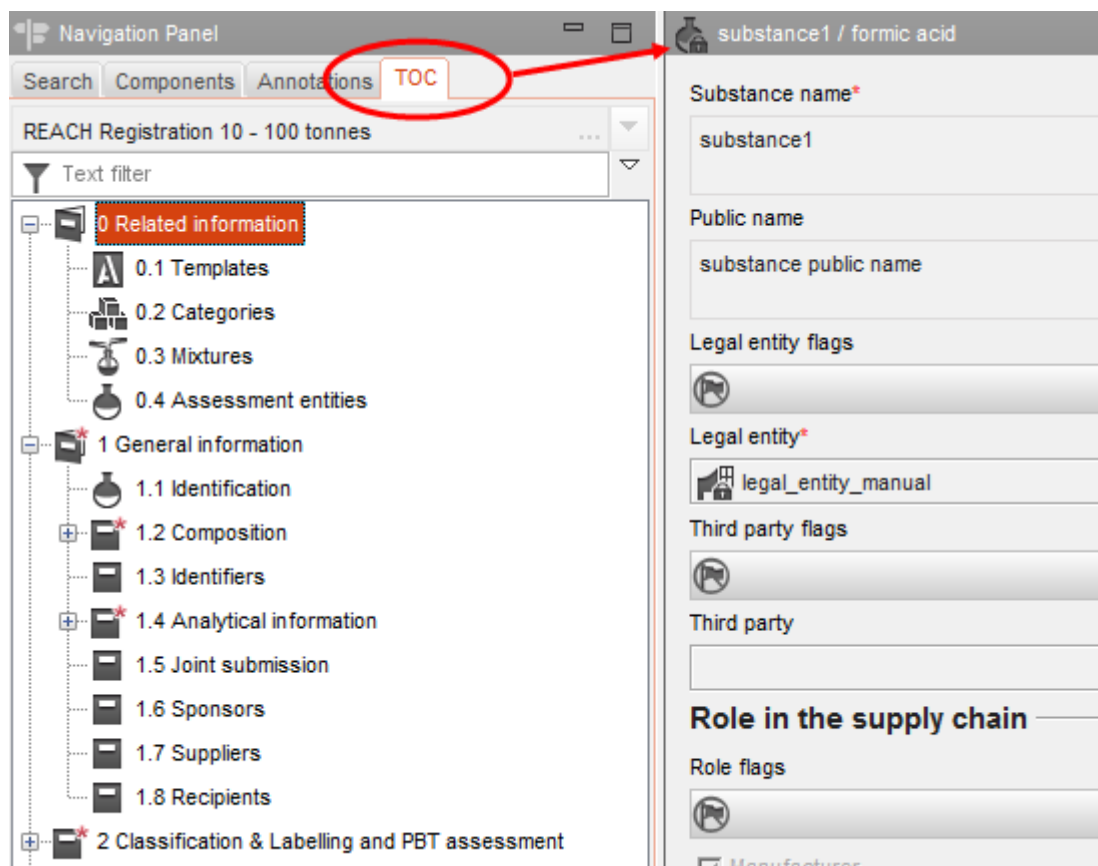 Navigation Panel
Search Components Annotations TOC
REACH Registration 10 - 100 tonnes ...
Text filter
0 Related information
0.1 Templates
0.2 Categories
0.3 Mixtures
0.4 Assessment entities
1 General information
1.1 Identification
1.2 Composition
1.3 Identifiers
1.4 Analytical information
1.5 Joint submission
1.6 Sponsors
1.7 Suppliers
1.8 Recipients
2 Classification & Labelling and PBT assessment
substance1 / formic acid
Substance name*
substance1
Public name
substance public name
Legal entity flags
Legal entity*
legal_entity_manual
Third party flags
Third party
Role in the supply chain
Role flags
Manufacturer